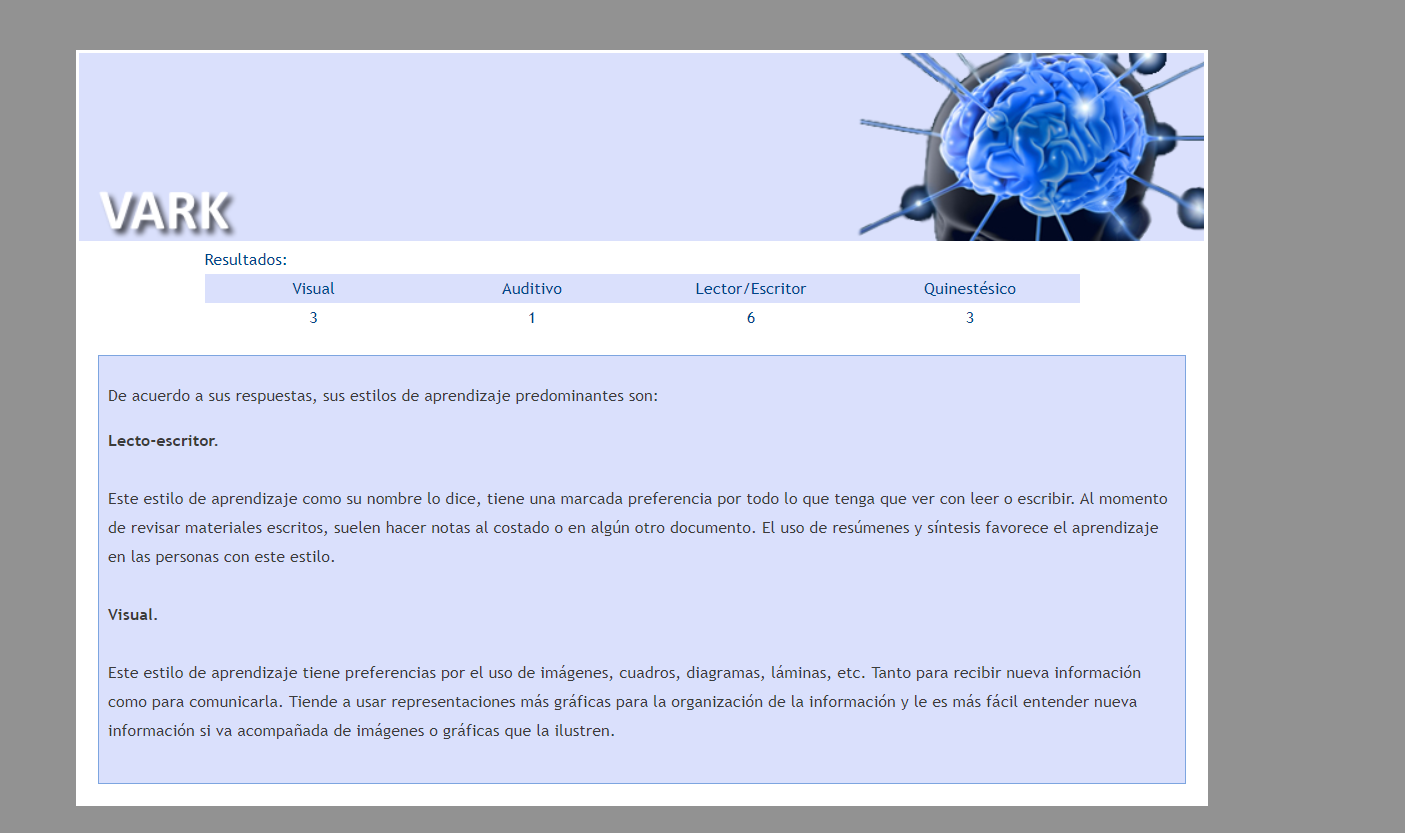 VARK
Resultados:
Visual Auditivo Lector/Escritor Quinestésico
3 1 6 3
De acuerdo a sus respuestas, sus estilos de aprendizaje predominantes son:
Lecto-escritor.
Este estilo de aprendizaje como su nombre lo dice, tiene una marcada preferencia por todo lo que tenga que ver con leer o escribir. Al momento
de revisar materiales escritos, suelen hacer notas al costado o en algún otro documento. El uso de resúmenes y síntesis favorece el aprendizaje
en las personas con este estilo.
Visual.
Este estilo de aprendizaje tiene preferencias por el uso de imágenes, cuadros, diagramas, láminas, etc. Tanto para recibir nueva información
como para comunicarla. Tiende a usar representaciones más gráficas para la organización de la información y le es más fácil entender nueva
información si va acompañada de imágenes o gráficas que la ilustren.